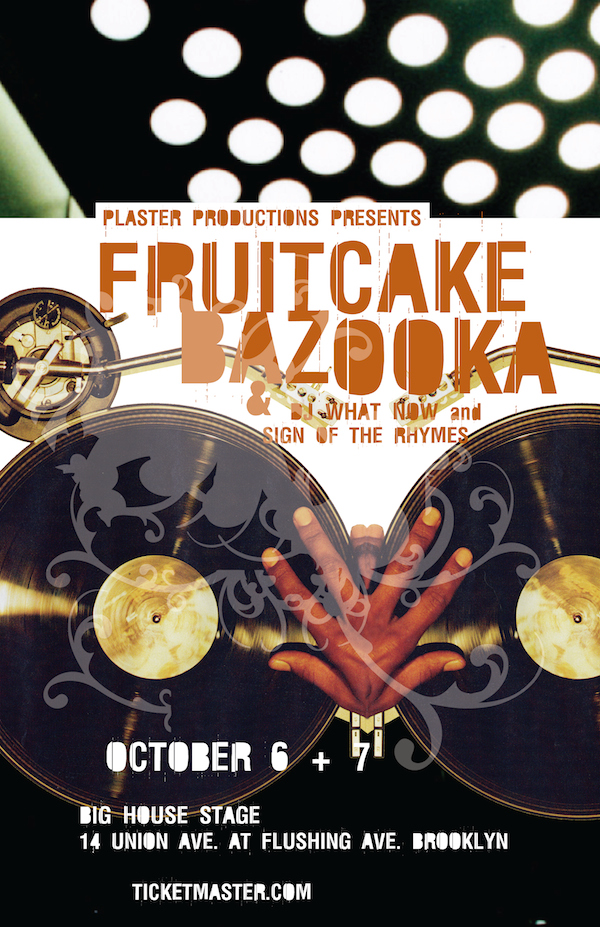 PLASTER PRODUCTIONS PRESENTS
FRUITCAKE
BAZOOKA
& DJ WHAT NOW and
SIGN OF THE RHYMES
OCTOBER 6 + 7
BIG HOUSE STAGE
14 UNION AVE. AT FLUSHING AVE. BROOKLYN
TICKETMASTER.COM